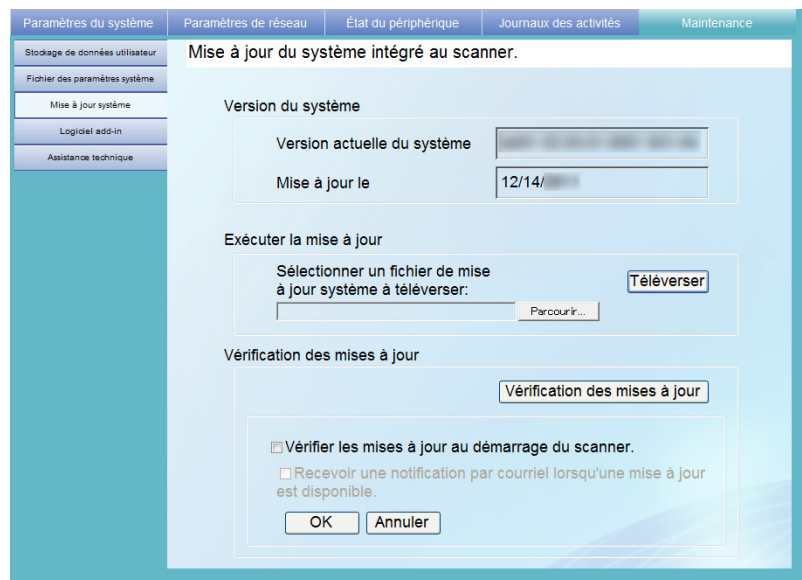 Paramètres du système Paramètres de réseau État du périphérique Journaux des activités Maintenance
Stockage de données utilisateur
Fichier des paramètres système
Mise à jour système
Logiciel add-in
Assistance technique
Mise à jour du système intégré au scanner.
Version du système
Version actuelle du système
Mise à jour le 12/14/
Exécuter la mise à jour
Sélectionner un fichier de mise
à jour système à téléverser:
Téléverser
Parcourir...
Vérification des mises à jour
Vérification des mises à jour
Vérifier les mises à jour au démarrage du scanner.
Recevoir une notification par courriel lorsqu'une mise à jour
est disponible.
OK Annuler